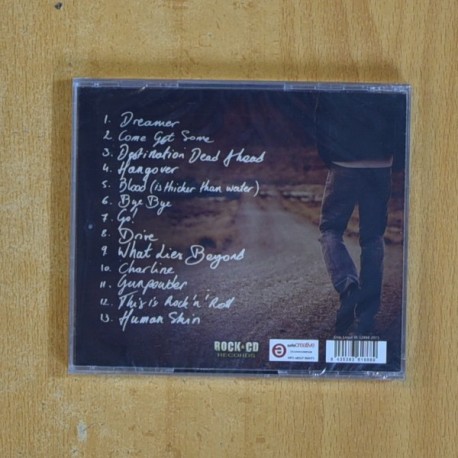 1. Dreamer
2. Come Get Some
3. Destination Dead Ahead
4. Hangover
5. Blood (is thicker than water)
6. Bye Bye
7. Go!
8. Drive
9. What Lies Beyond
10. Charline
11. Gunpowder
12. This is Rock'n'Roll
13. Human Skin
ROCK-CD
RECORDS